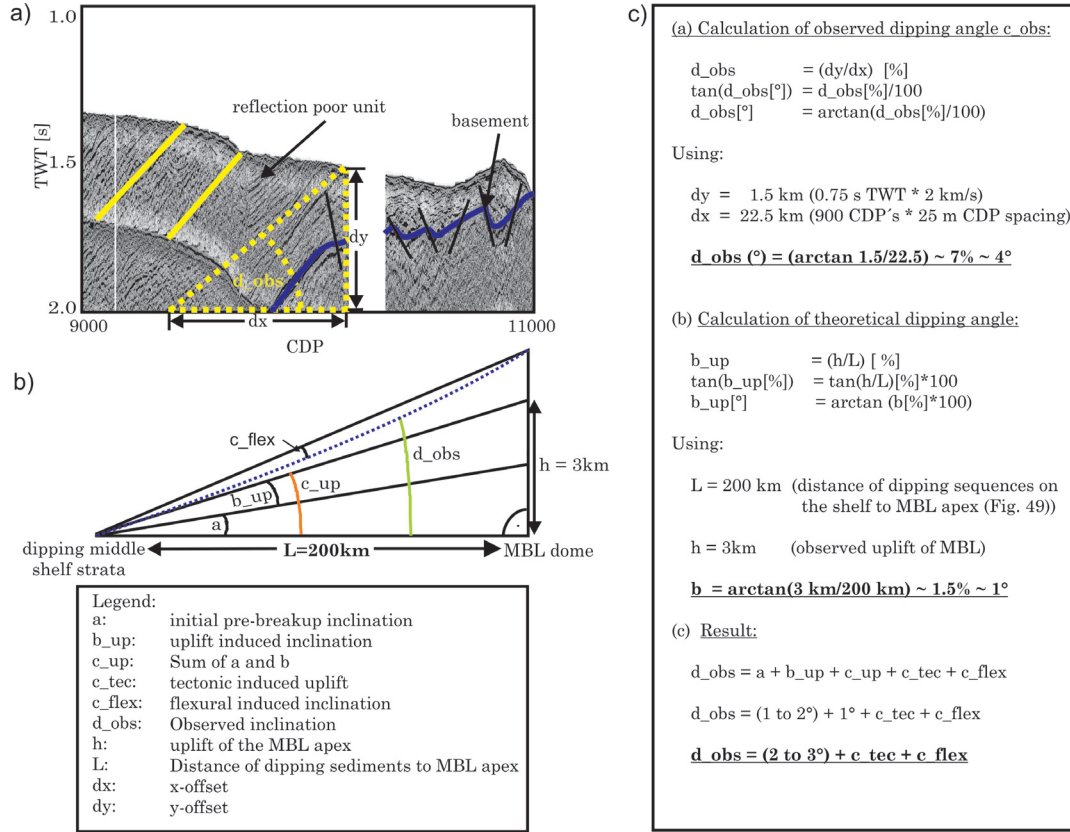 a)
1.0
1.5
2.0
TWT [s]
reflection poor unit
basement
d_obs
dy
dx
9000
11000
CDP
b)
c_flex
d_obs
c_up
b_up
a
h = 3km
dipping middle
shelf strata
L=200km
MBL dome
Legend:
a: initial pre-breakup inclination
b_up: uplift induced inclination
c_up: Sum of a and b
c_tec: tectonic induced uplift
c_flex: flexural induced inclination
d_obs: Observed inclination
h: uplift of the MBL apex
L: Distance of dipping sediments to MBL apex
dx: x-offset
dy: y-offset
c)
(a) Calculation of observed dipping angle c_obs:
d_obs = (dy/dx) [%]
tan(d_obs[°]) = d_obs[%]/100
d_obs[°] = arctan(d_obs[%]/100)
Using:
dy = 1.5 km (0.75 s TWT * 2 km/s)
dx = 22.5 km (900 CDP´s * 25 m CDP spacing)
d_obs (°) = (arctan 1.5/22.5) ~ 7% ~ 4°
(b) Calculation of theoretical dipping angle:
b_up = (h/L) [ %]
tan(b_up[%]) = tan(h/L)[%]*100
b_up[°] = arctan (b[%]*100)
Using:
L = 200 km (distance of dipping sequences on
the shelf to MBL apex (Fig. 49))
h = 3km (observed uplift of MBL)
b = arctan(3 km/200 km) ~ 1.5% ~ 1°
(c) Result:
d_obs = a + b_up + c_up + c_tec + c_flex
d_obs = (1 to 2°) + 1° + c_tec + c_flex
d_obs = (2 to 3°) + c_tec + c_flex